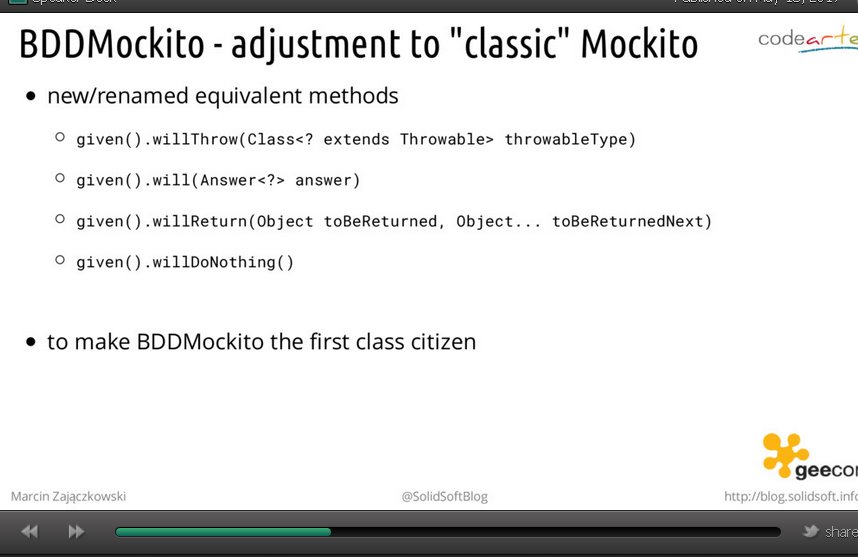 BDDMockito - adjustment to "classic" Mockito
codearte
● new/renamed equivalent methods
○ given().willThrow(Class<? extends Throwable> throwableType)
○ given().will(Answer<?> answer)
○ given().willReturn(Object toBeReturned, Object... toBeReturnedNext)
○ given().willDoNothing()
● to make BDDMockito the first class citizen
geecon
Marcin Zajączkowski
@SolidSoftBlog
http://blog.solidsoft.info
share